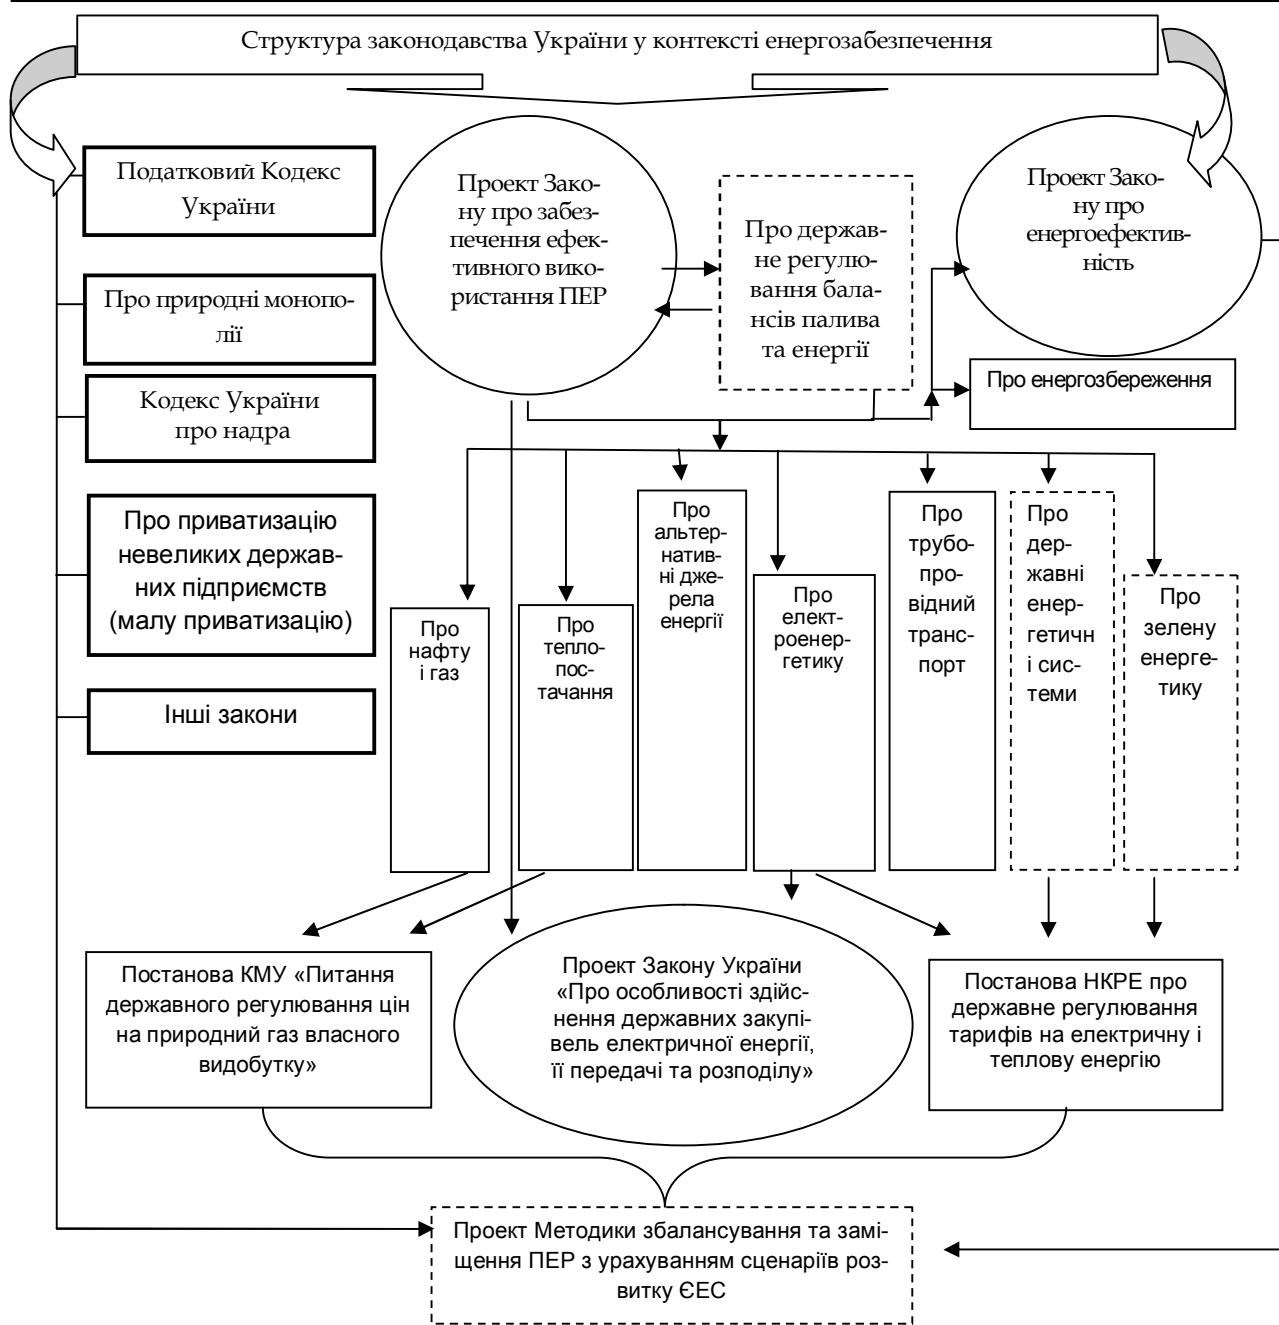 Структура законодавства України у контексті енергозабезпечення
Податковий Кодекс
України
Про природні монопо-
лії
Кодекс України
про надра
Про приватизацію
невеликих держав-
них підприємств
(малу приватизацію)
Інші закони
Проект Зако-
ну про забез-
печення ефек-
тивного вико-
ристання ПЕР
Про держав-
не регулю-
вання бала-
нсів палива
та енергії
Проект Зако-
ну про
енергоефектив-
ність
Про енергозбереження
Про
нафту
і газ
Про
тепло-
пос-
тачання
Про
альтер-
натив-
ні дже-
рела
енергії
Про
елект-
роенер-
гетику
Про
трубо-
про-
відний
транс-
порт
Про
дер-
жавні
енер-
гетичн
і сис-
теми
Про
зелену
енерге-
тику
Постанова КМУ «Питання
державного регулювання цін
на природний газ власного
видобутку»
Проект Закону України
«Про особливості здійс-
нення державних закупі-
вель електричної енергії,
її передачі та розподілу»
Постанова НКРЕ про
державне регулювання
тарифів на електричну і
теплову енергію
Проект Методики збалансування та замі-
щення ПЕР з урахуванням сценаріїв роз-
витку ЄЕС